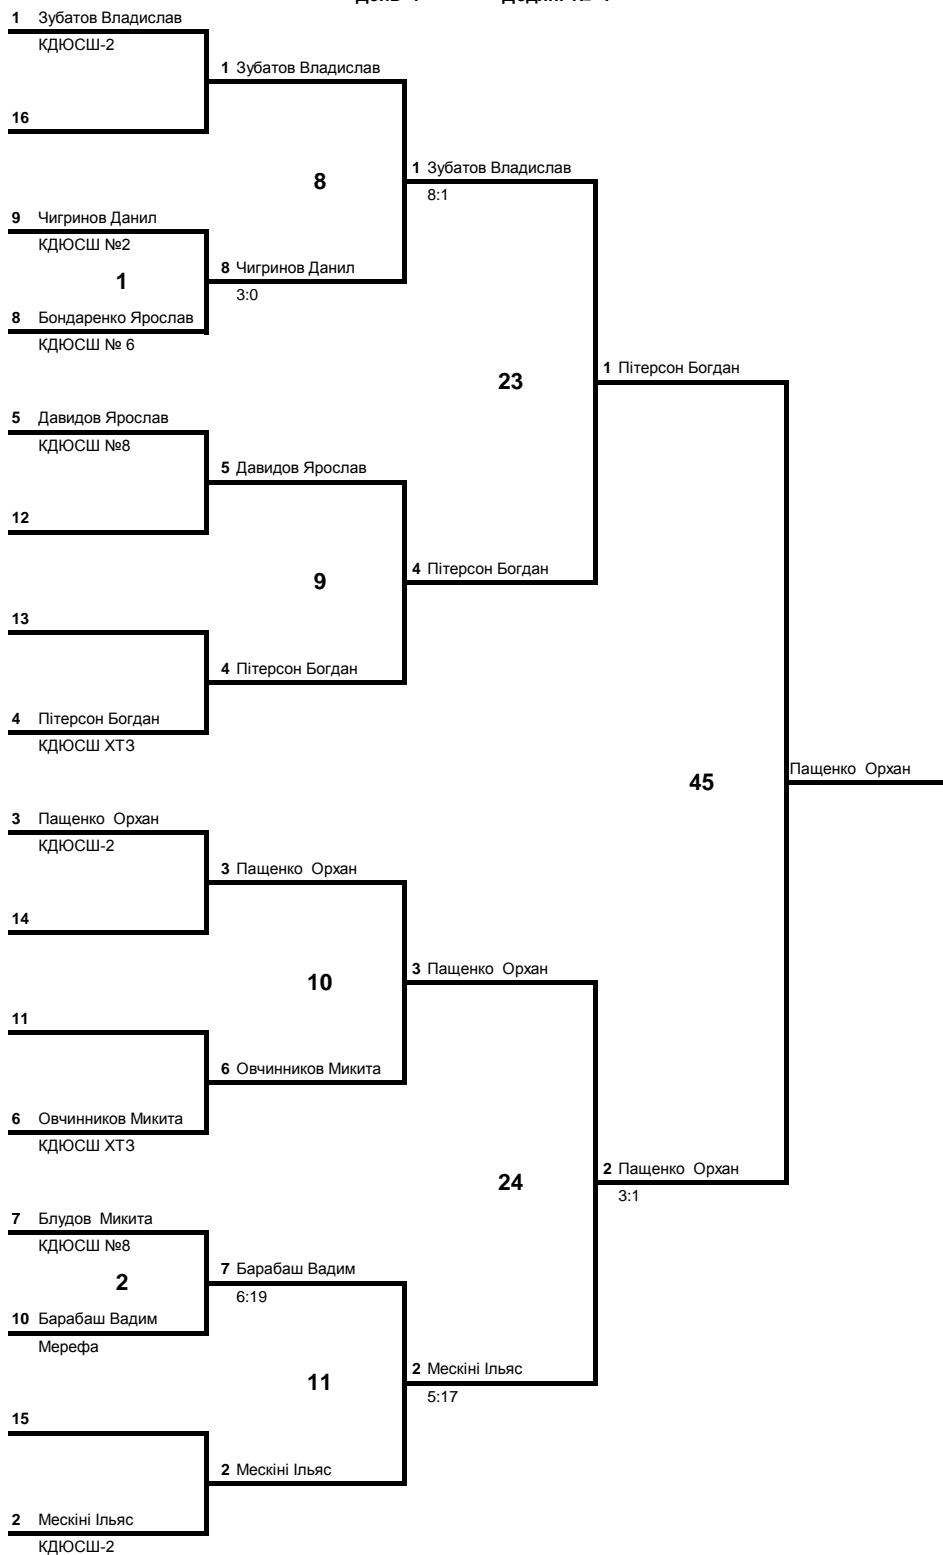 1 Зубатов Владислав
КДЮСШ-2
1 Зубатов Владислав
16
1 Зубатов Владислав
8
8:1
9 Чигринов Данил
КДЮСШ №2
8 Чигринов Данил
1
3:0
8 Бондаренко Ярослав
КДЮСШ № 6
1 Пітерсон Богдан
23
5 Давидов Ярослав
КДЮСШ №8
5 Давидов Ярослав
12
4 Пітерсон Богдан
9
13
4 Пітерсон Богдан
4 Пітерсон Богдан
КДЮСШ ХТЗ
Пащенко Орхан
45
3 Пащенко Орхан
КДЮСШ-2
3 Пащенко Орхан
14
3 Пащенко Орхан
10
11
6 Овчинников Микита
6 Овчинников Микита
КДЮСШ ХТЗ
2 Пащенко Орхан
24
3:1
7 Блудов Микита
КДЮСШ №8
7 Барабаш Вадим
2
6:19
10 Барабаш Вадим
Мерефа
2 Мескіні Ільяс
11
5:17
15
2 Мескіні Ільяс
2 Мескіні Ільяс
КДЮСШ-2